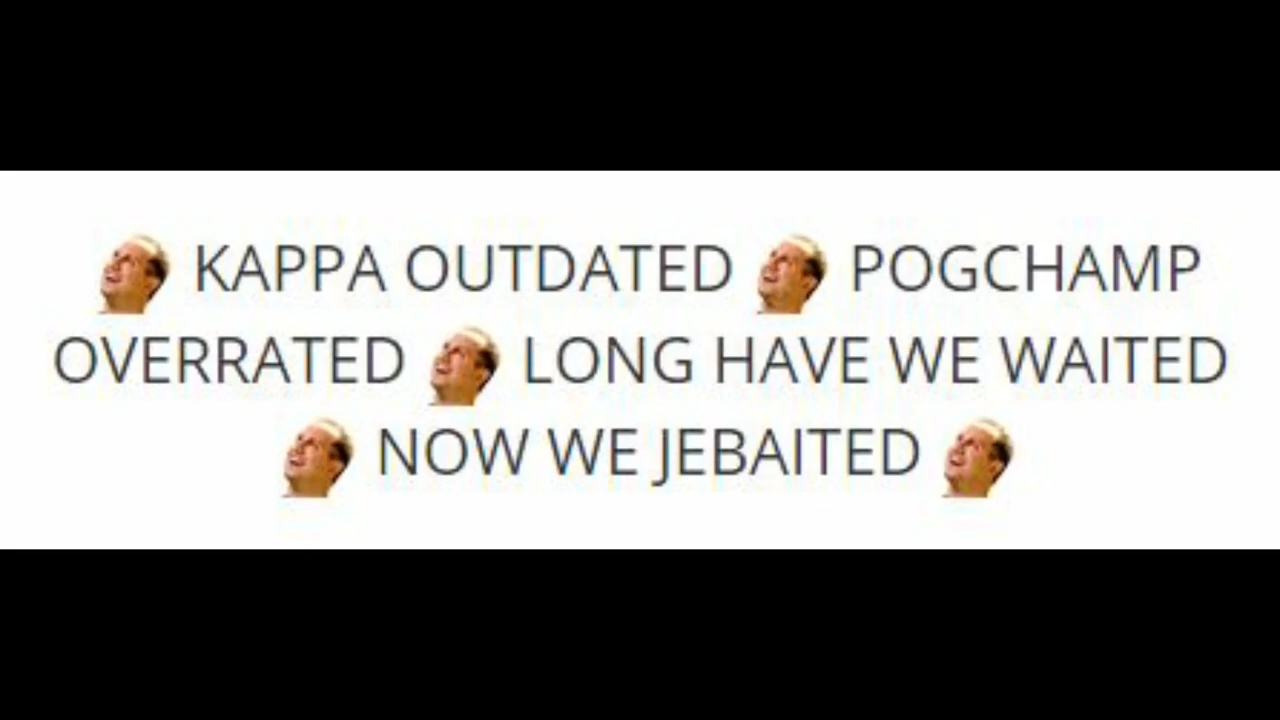 KAPPA OUTDATED POGCHAMP
OVERRATED LONG HAVE WE WAITED
NOW WE JEBAITED